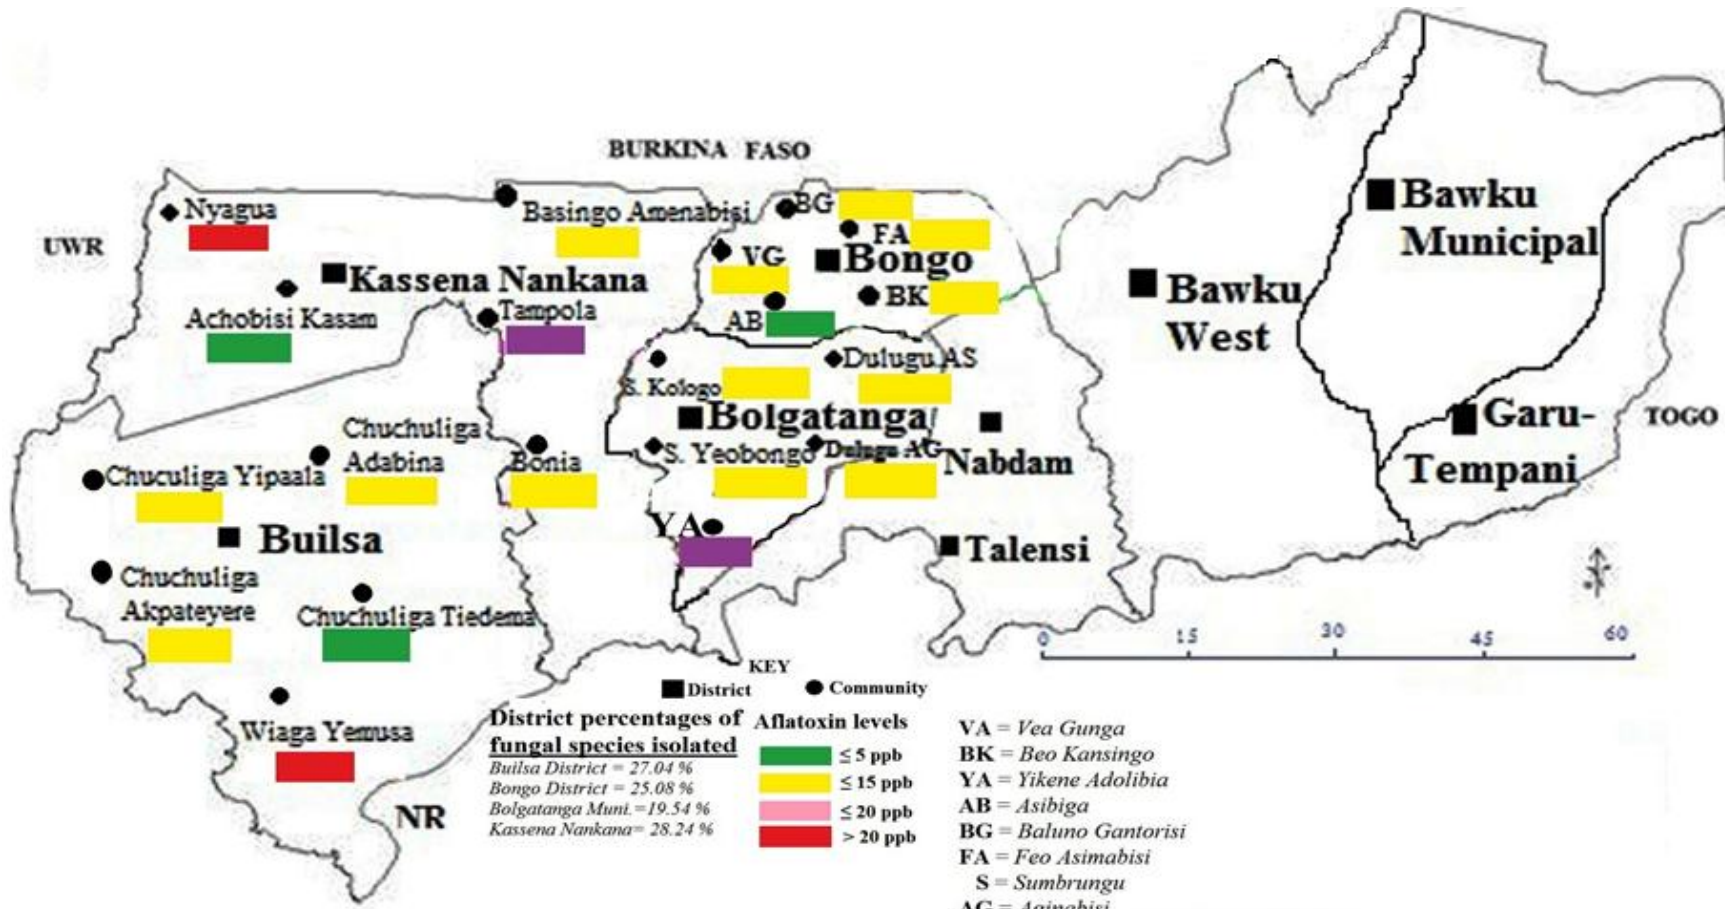 BURKINA FASO
Nyagua
UWR
Basingo Amenabisi
BG
FA
VG
Bongo
Kassena Nankana
BK
Achobisi Kasam
Tampola
AB
Bawku
Municipal
Bawku
West
S. Kologo
Dulugu AS
Bolgatanga
Garu-
Tempani
TOGO
Chuchuliga
Adabina
Chuculiga Yipaala
Bonia
S. Yeobongo
Dulugu AG
Nabdam
YA
Builsa
Talensi
Chuchuliga
Akpateyere
Chuchuliga Tiedema
0 15 30 45 60
Wiaga Yemusa
NR
KEY
District
Community
District percentages of
fungal species isolated
Builsa District = 27.04 %
Bongo District = 25.08 %
Bolgatanga Muni.=19.54 %
Kassena Nankana= 28.24 %
Aflatoxin levels
≤ 5 ppb
≤ 15 ppb
≤ 20 ppb
> 20 ppb
VA = Vea Gunga
BK = Beo Kansingo
YA = Yikene Adolibia
AB = Asibiga
BG = Baluno Gantorisi
FA = Feo Asimabisi
S = Sumbrungu
AG = Aginabisi